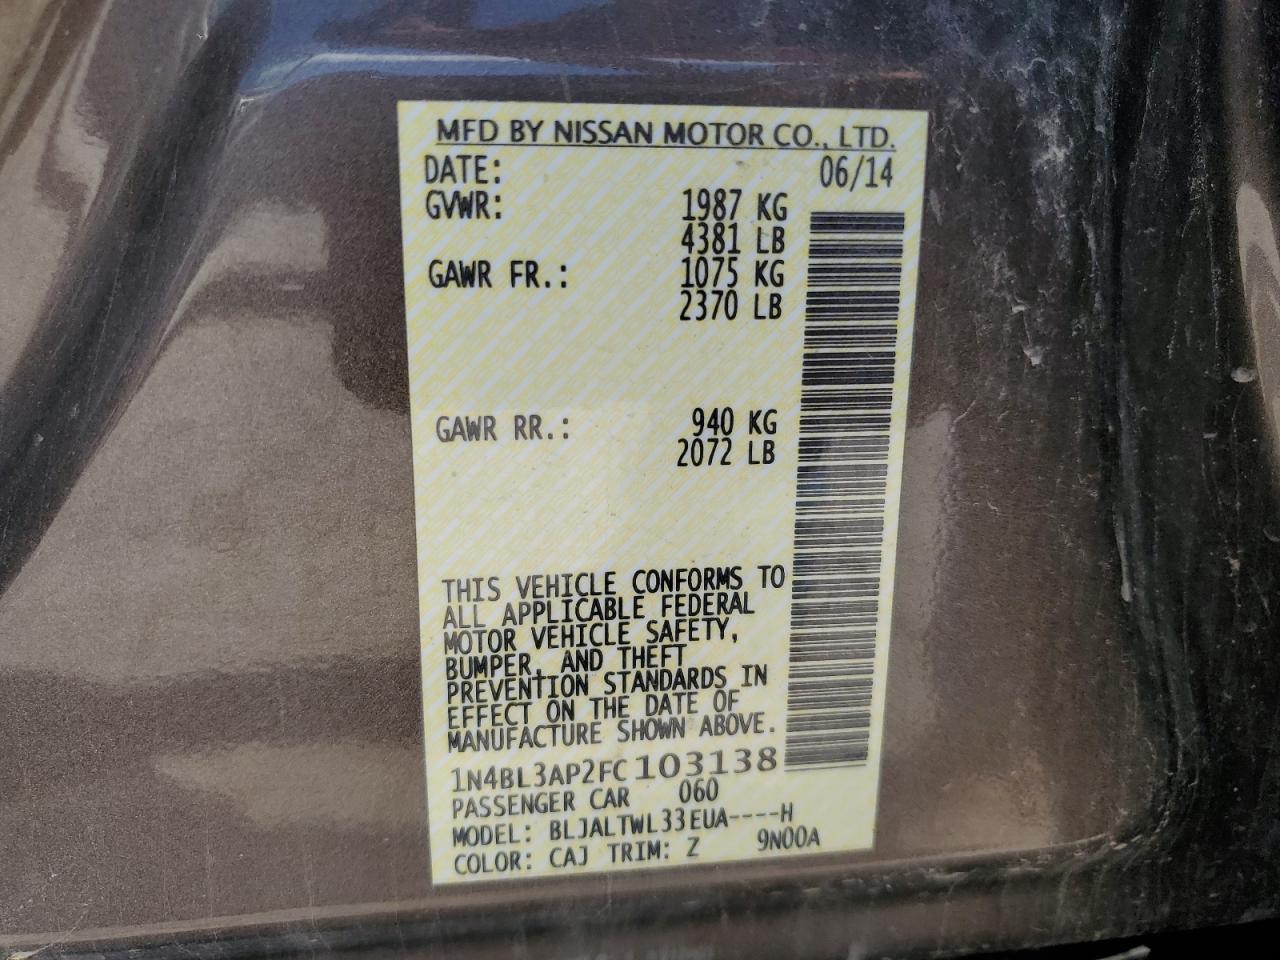 MFD BY NISSAN MOTOR CO., LTD.
DATE: 06/14
GVWR: 1987 KG
4381 LB
GAWR FR.: 1075 KG
2370 LB
GAWR RR.: 940 KG
2072 LB
THIS VEHICLE CONFORMS TO
ALL APPLICABLE FEDERAL
MOTOR VEHICLE SAFETY,
BUMPER, AND THEFT
PREVENTION STANDARDS IN
EFFECT ON THE DATE OF
MANUFACTURE SHOWN ABOVE.
1N4BL3AP2FC103138
PASSENGER CAR 060
MODEL: BLJALTWL33EUA----H
COLOR: CAJ TRIM: Z 9N00A